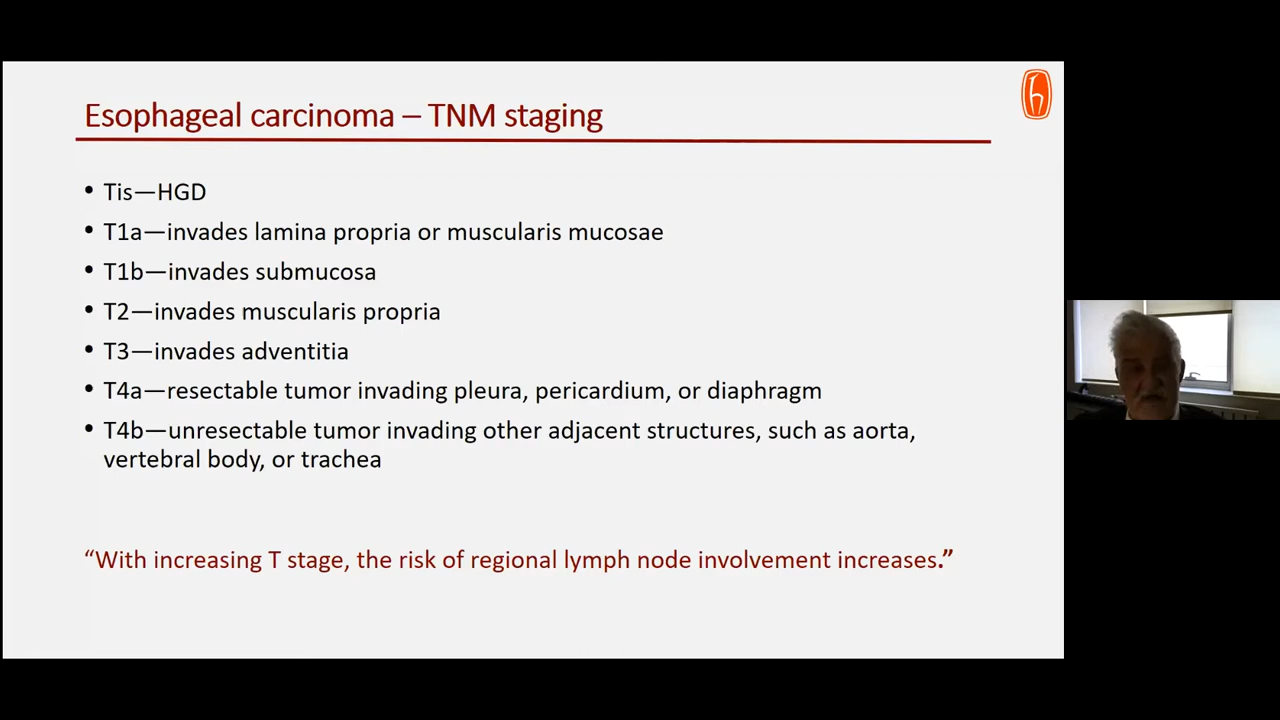 Esophageal carcinoma – TNM staging
• Tis—HGD
• T1a—invades lamina propria or muscularis mucosae
• T1b—invades submucosa
• T2—invades muscularis propria
• T3—invades adventitia
• T4a—resectable tumor invading pleura, pericardium, or diaphragm
• T4b—unresectable tumor invading other adjacent structures, such as aorta,
vertebral body, or trachea
“With increasing T stage, the risk of regional lymph node involvement increases.”